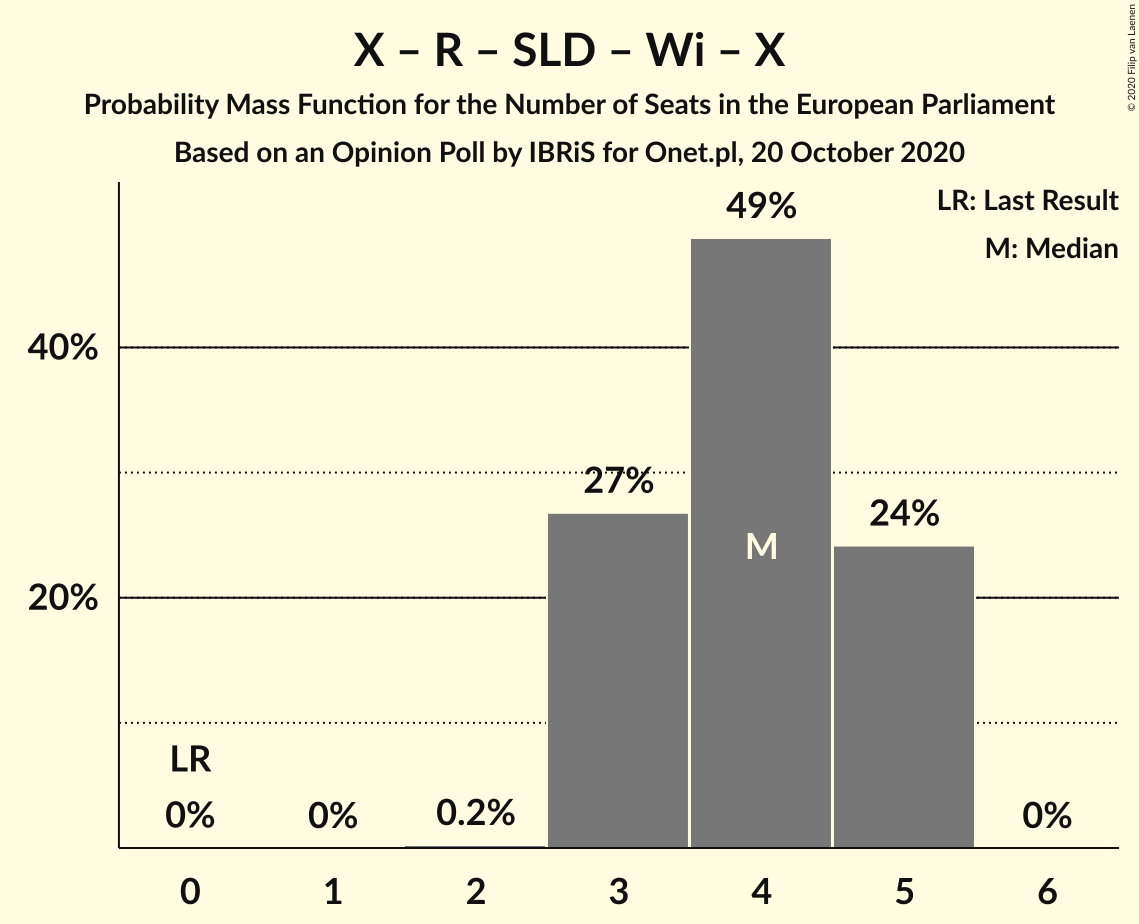 X – R – SLD – Wi – X
Probability Mass Function for the Number of Seats in the European Parliament
Based on an Opinion Poll by IBRiS for Onet.pl, 20 October 2020
© 2020 Filip van Laenen
LR: Last Result
M: Median
49%
40%
27%
24%
M
20%
LR
0%
0%
0.2%
0%
0 1 2 3 4 5 6